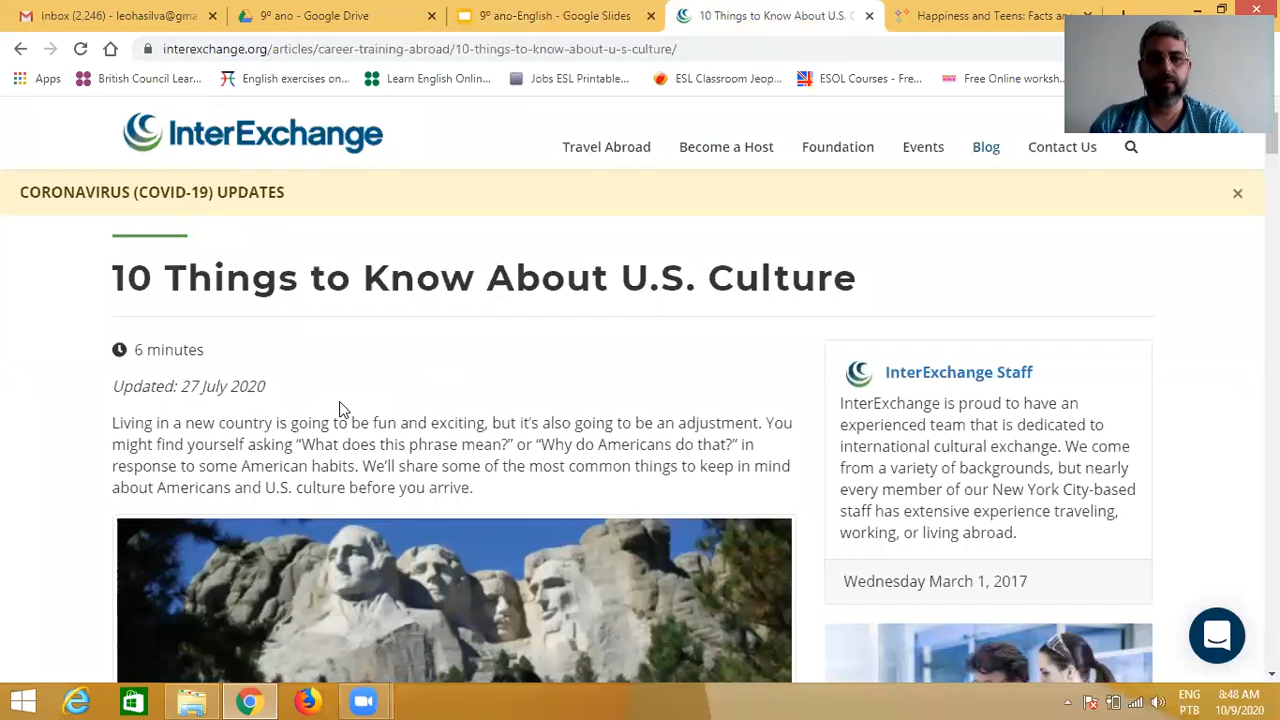 inbox (2,246) - leohasilva@gma
9º ano - Google Drive
9º ano-English - Google Slides
10 Things to Know About U.S. C
Happiness and Teens: Facts an
interexchange.org/articles/career-training-abroad/10-things-to-know-about-u-s-culture/
Apps
British Council Lear...
English exercises on...
Learn English Onlin...
Jobs ESL Printable...
ESL Classroom Jeop...
ESOL Courses - Fre...
Free Online worksh...
InterExchange
Travel Abroad
Become a Host
Foundation
Events
Blog
Contact Us
CORONAVIRUS (COVID-19) UPDATES
10 Things to Know About U.S. Culture
6 minutes
Updated: 27 July 2020
Living in a new country is going to be fun and exciting, but it’s also going to be an adjustment. You
might find yourself asking “What does this phrase mean?” or “Why do Americans do that?” in
response to some American habits. We’ll share some of the most common things to keep in mind
about Americans and U.S. culture before you arrive.
InterExchange Staff
InterExchange is proud to have an
experienced team that is dedicated to
international cultural exchange. We come
from a variety of backgrounds, but nearly
every member of our New York City-based
staff has extensive experience traveling,
working, or living abroad.
Wednesday March 1, 2017
ENG
PTB
8:48 AM
10/9/2020